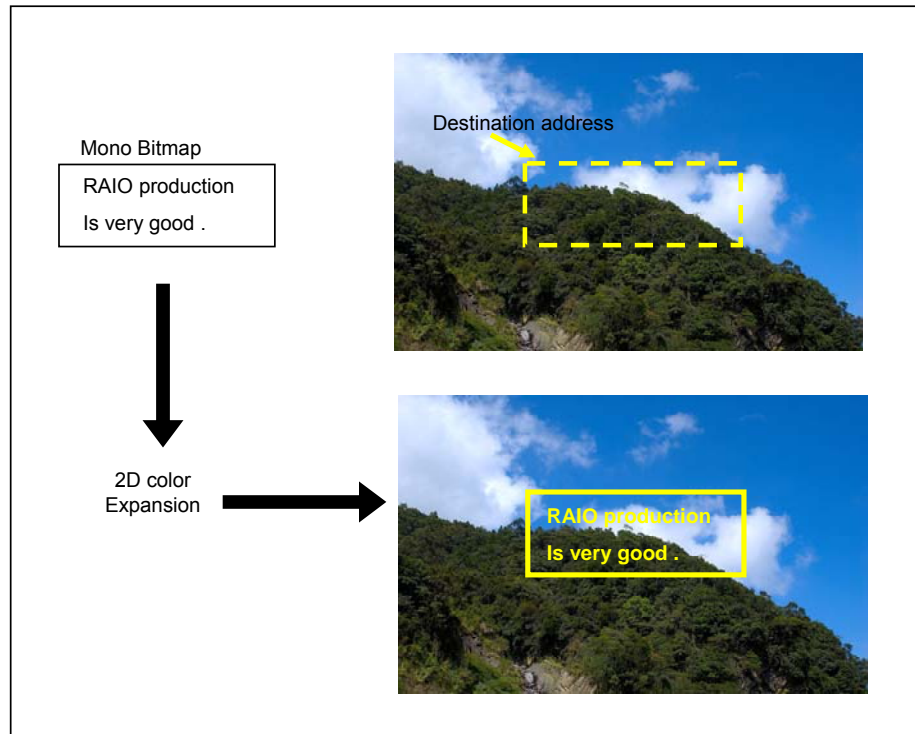 Mono Bitmap
RAIO production
Is very good .
Destination address
2D color
Expansion
RAIO production
Is very good .